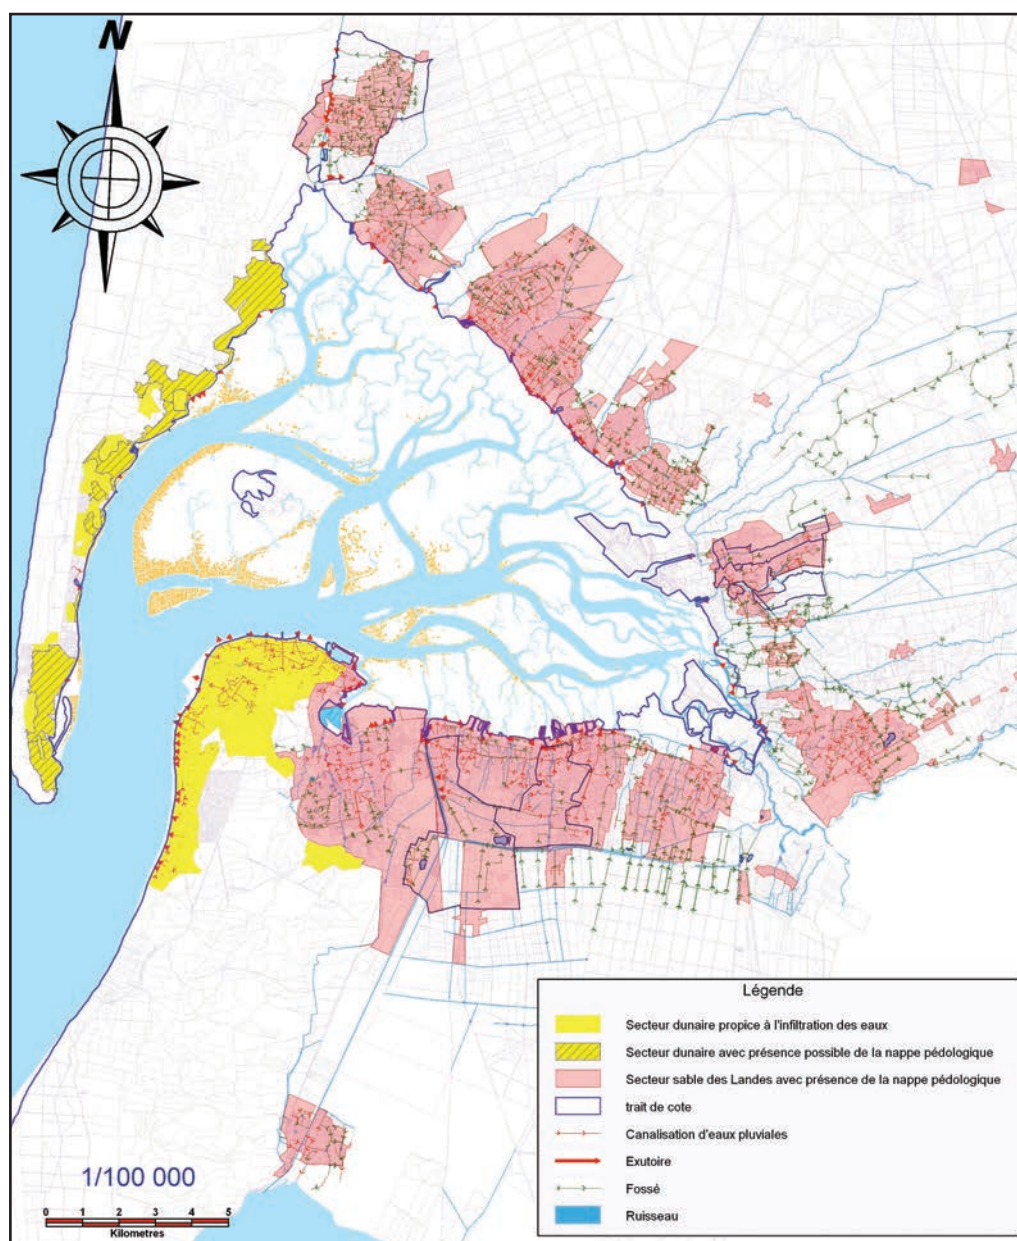 N
Légende
Secteur dunaire propice à l'infiltration des eaux
Secteur dunaire avec présence possible de la nappe pédologique
Secteur sable des Landes avec présence de la nappe pédologique
trait de cote
Canalisation d'eaux pluviales
Exutoire
Fossé
Ruisseau
1/100 000
0 1 2 3 4 5
Kilometres